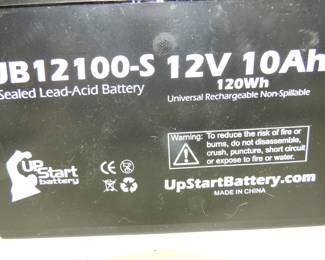 UB12100-S 12V 10Ah
120Wh
Sealed Lead-Acid Battery
Universal Rechargeable Non-Spillable
Warning: To reduce the risk of fire or
burns, do not disassemble,
crush, puncture, short circuit
or expose to fire or water.
UP
Start
battery
UpStartBattery.com
MADE IN CHINA